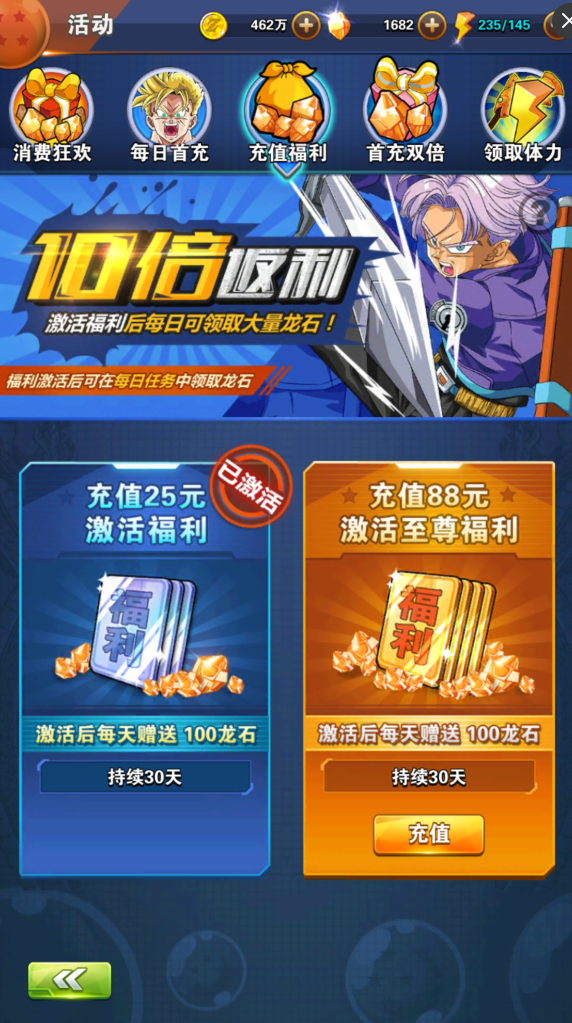 活动
462万
1682
235/145
消费狂欢
每日首充
充值福利
首充双倍
领取体力
10倍返利
激活福利后每日可领取大量龙石！
福利激活后可在每日任务中领取龙石
已激活
充值25元
激活福利
福利
激活后每天赠送 100龙石
持续30天
充值88元
激活至尊福利
福利
激活后每天赠送 100龙石
持续30天
充值